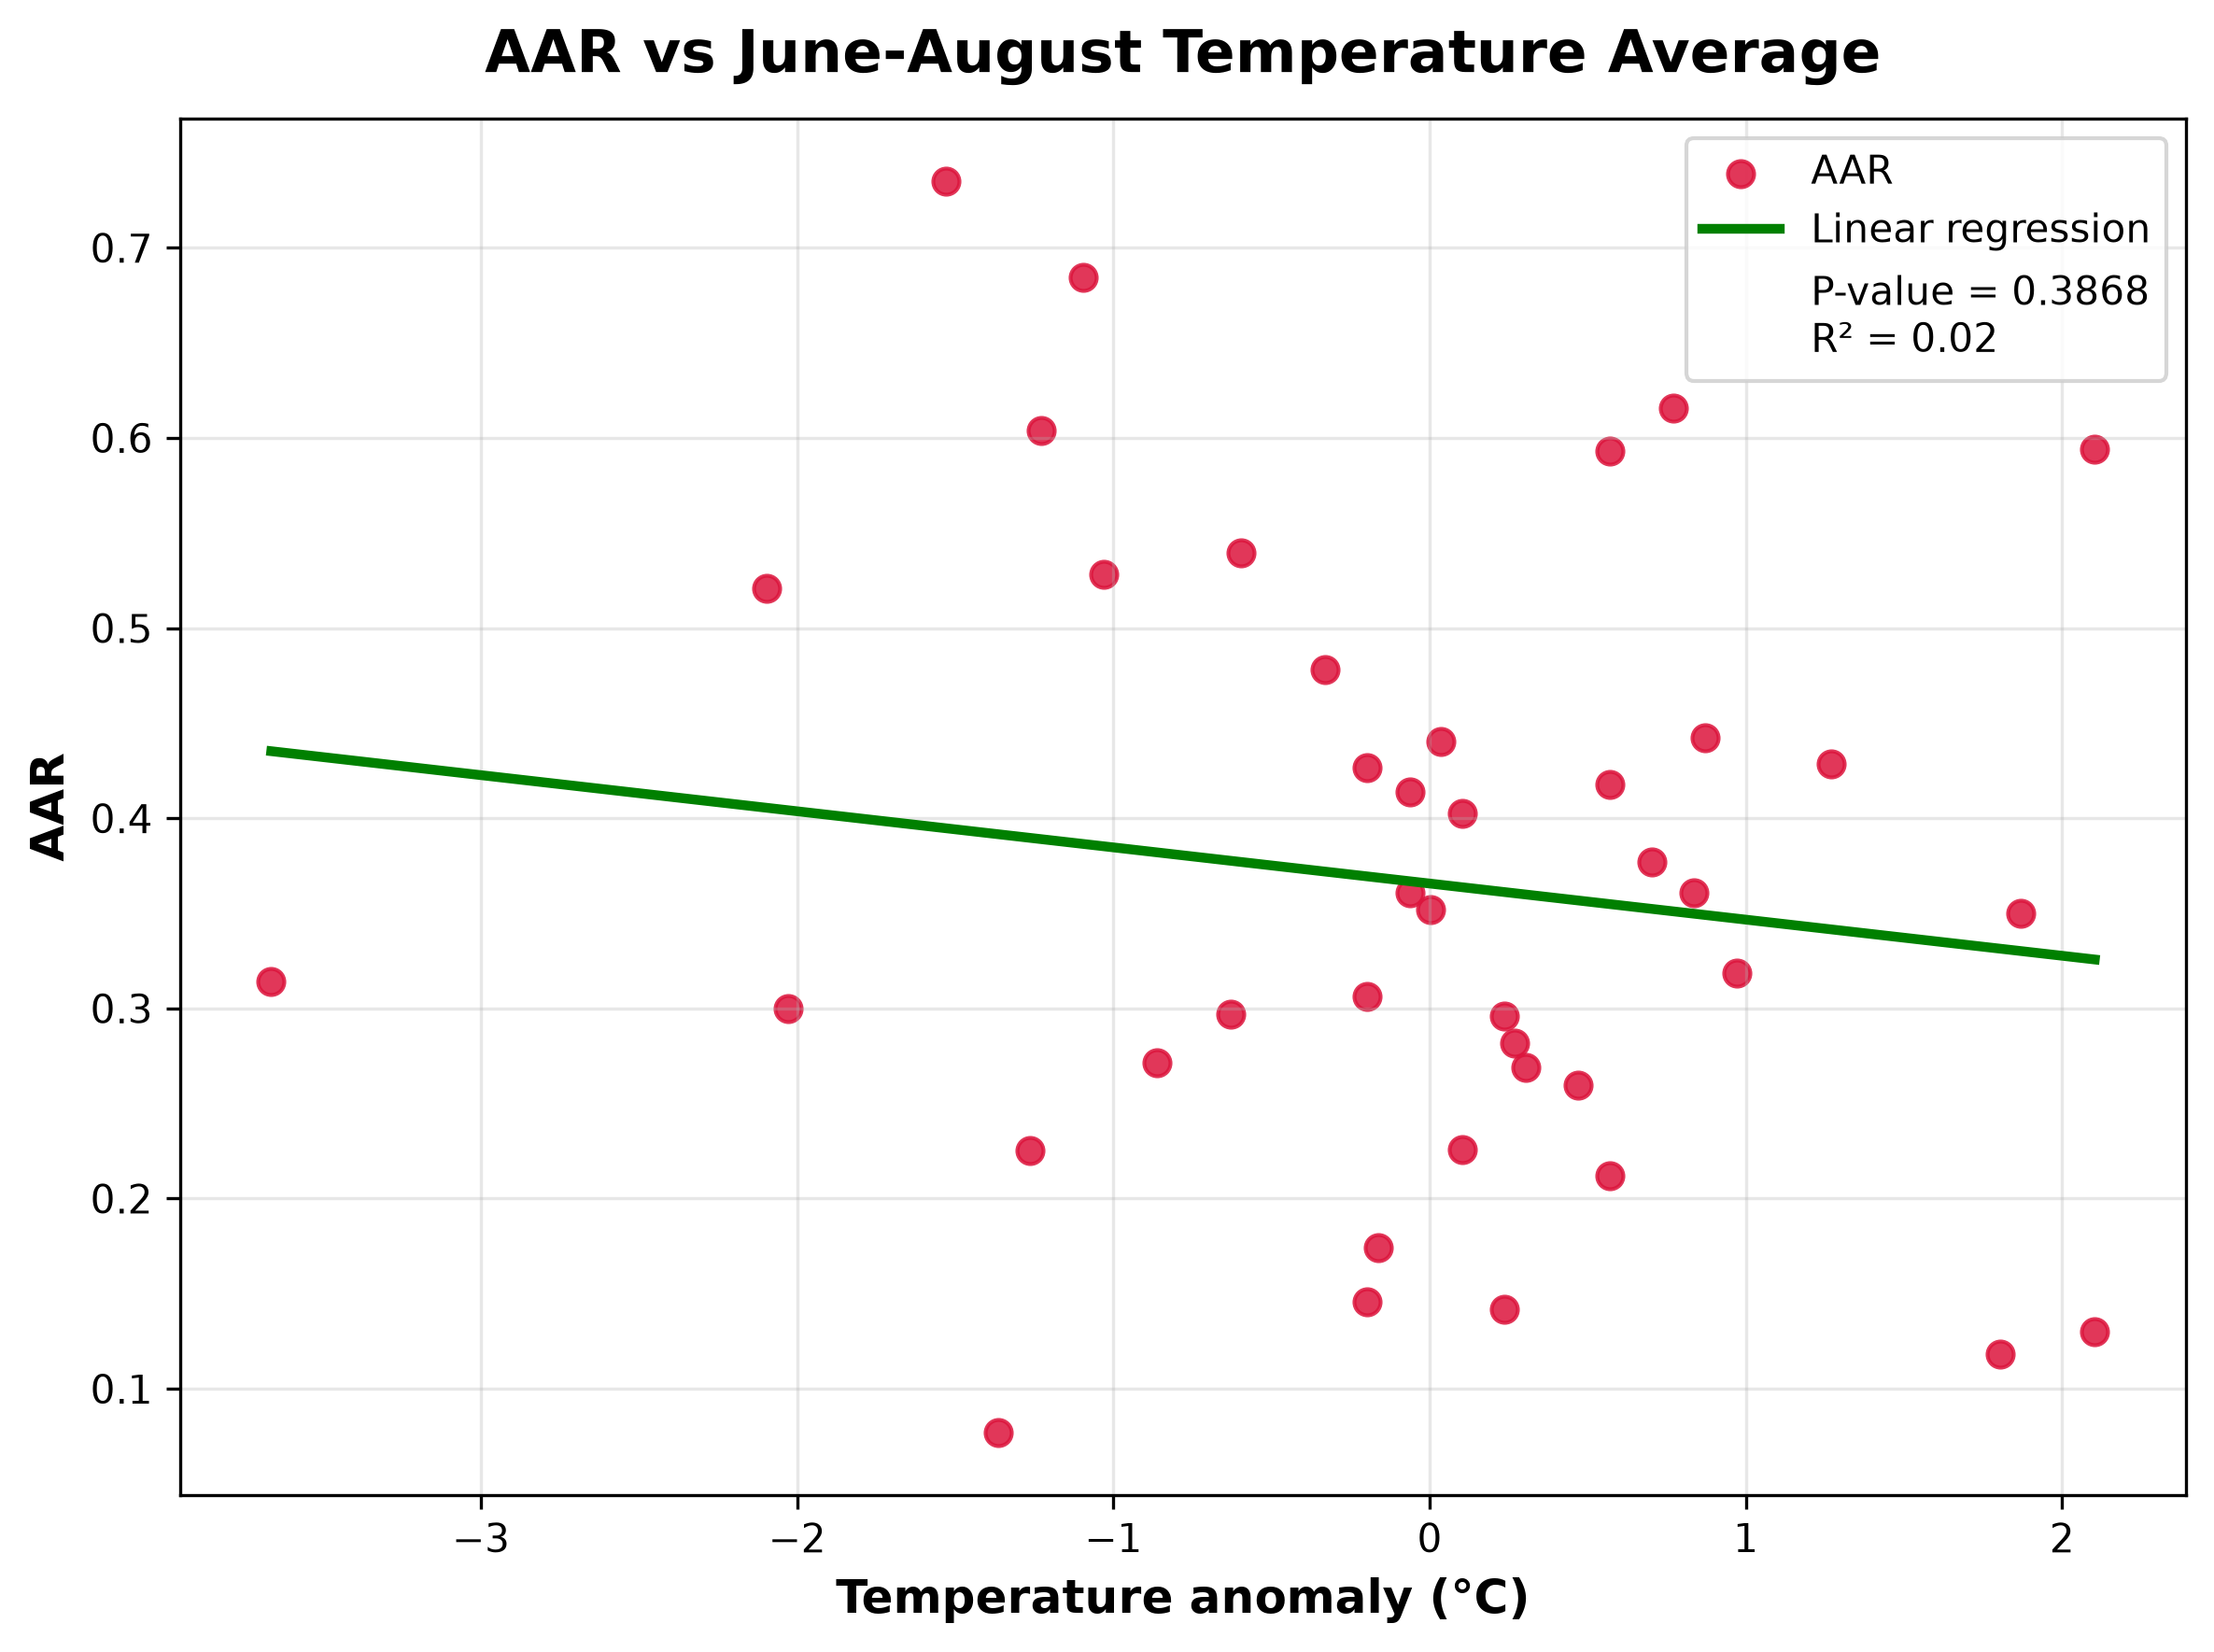 AAR vs June-August Temperature Average
AAR
Linear regression
P-value = 0.3868
R² = 0.02
AAR
0.7
0.6
0.5
0.4
0.3
0.2
0.1
−3
−2
−1
0
1
2
Temperature anomaly (°C)